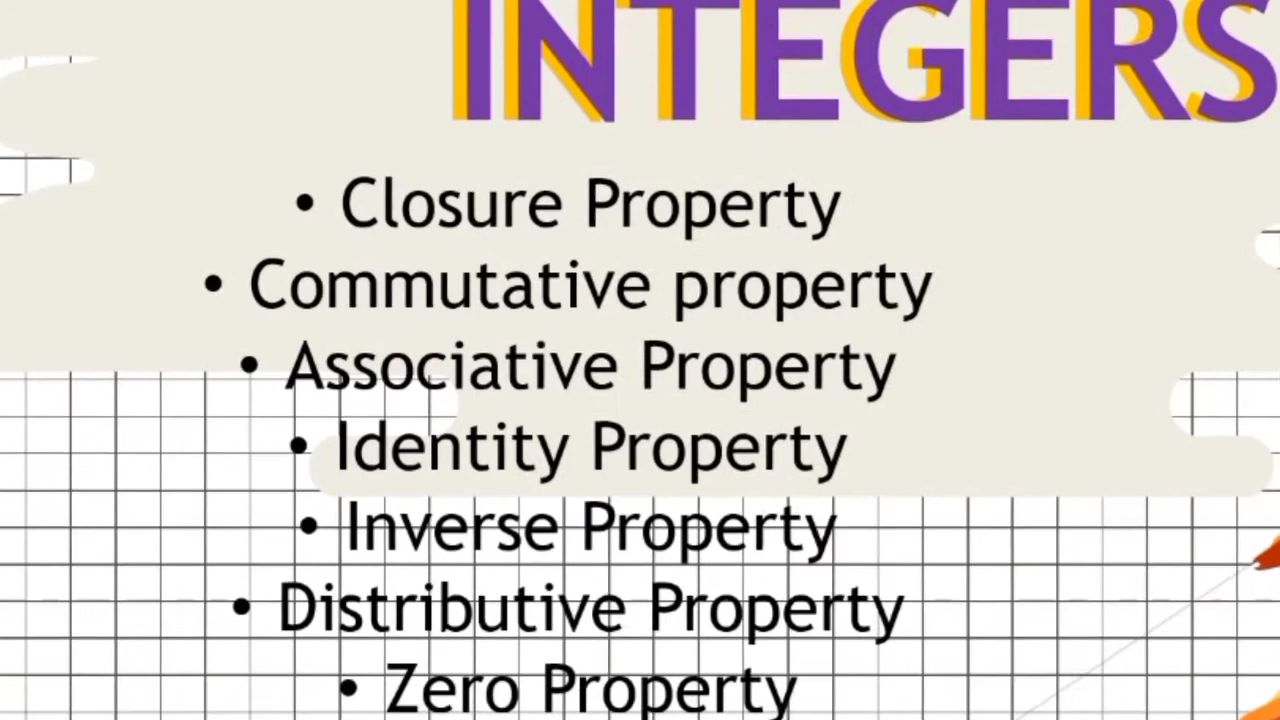 INTEGERS
• Closure Property
• Commutative property
• Associative Property
• Identity Property
• Inverse Property
• Distributive Property
• Zero Property